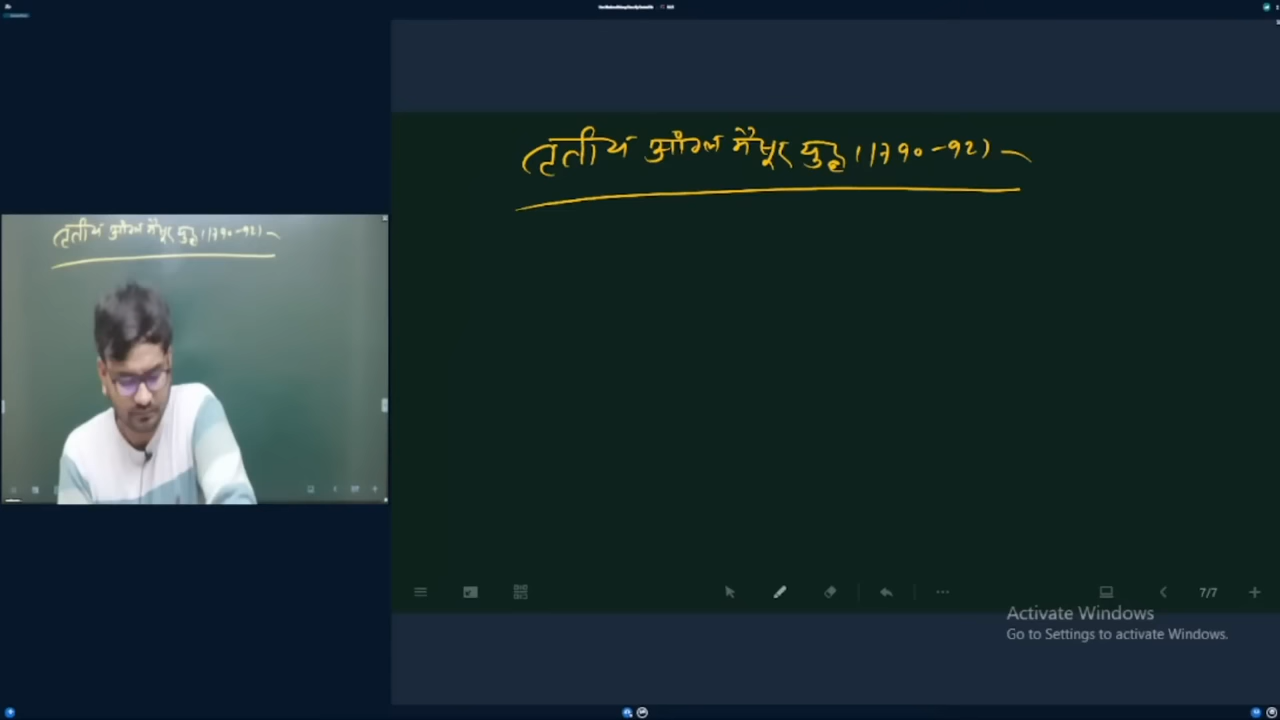 तृतीय आंग्ल मैसूर युद्ध (1790-92) -
तृतीय आंग्ल मैसूर युद्ध (1790-92) -
7/7
Activate Windows
Go to Settings to activate Windows.